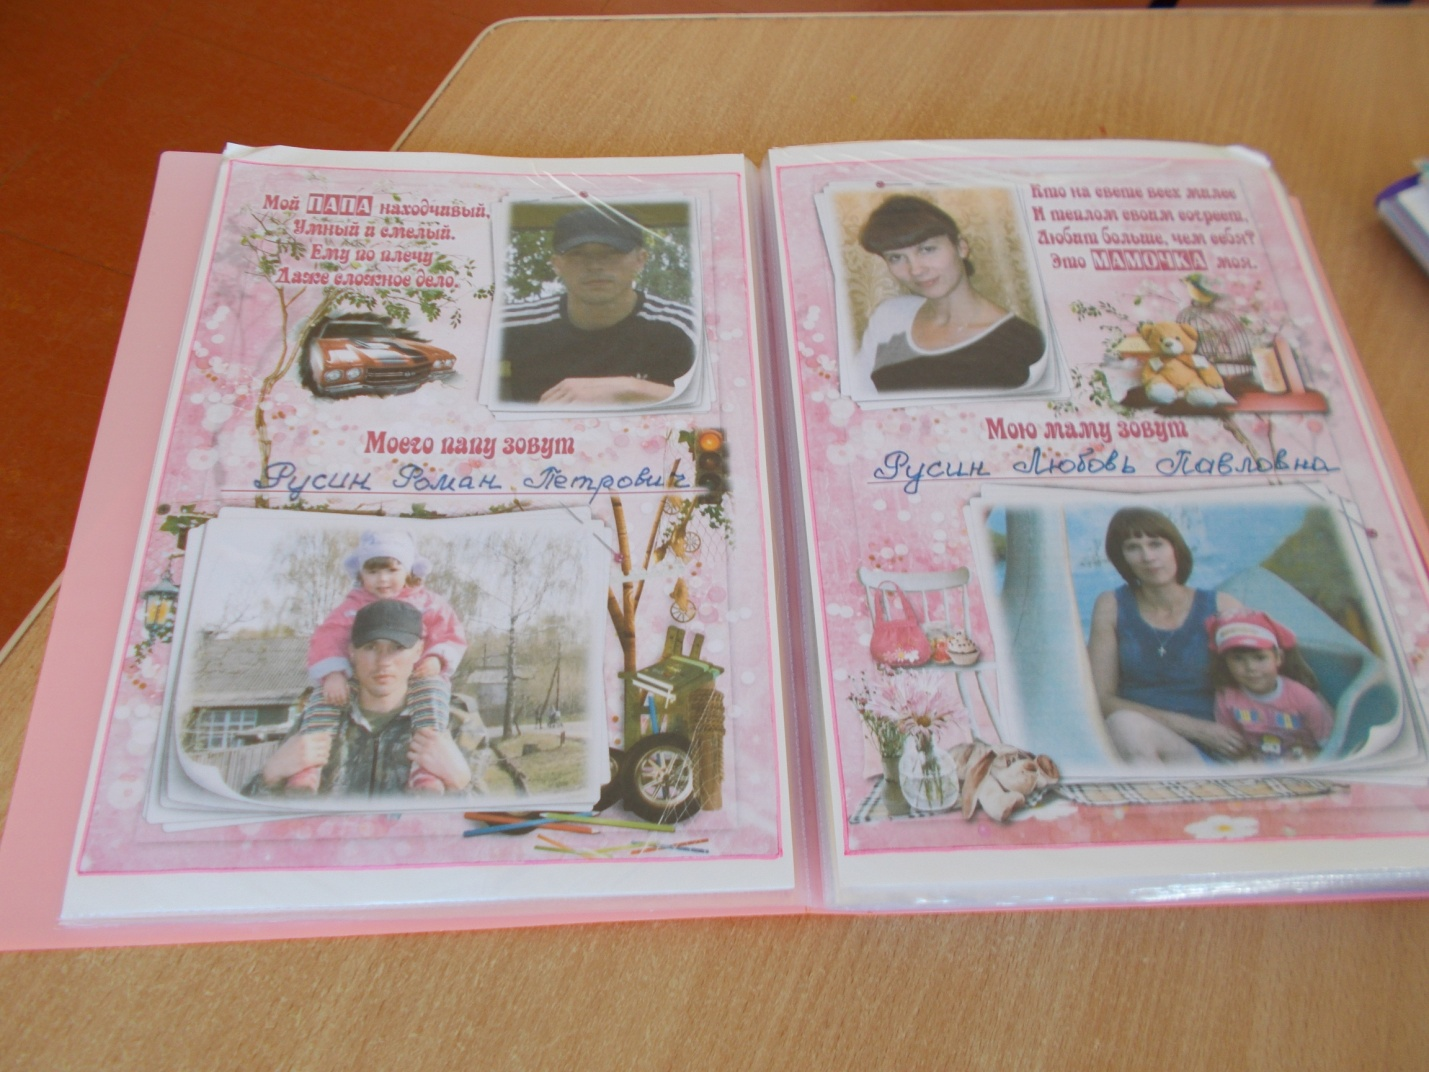 Мой ПАПА находчивый,
Умный и смелый.
Ему по плечу
Даже сложное дело.
Моего папу зовут
Русин Роман Петрович
Кто на свете всех милее
И теплом своим согреет,
Любит больше, чем себя?
Это МАМОЧКА моя.
Мою маму зовут
Русин Любовь Павловна